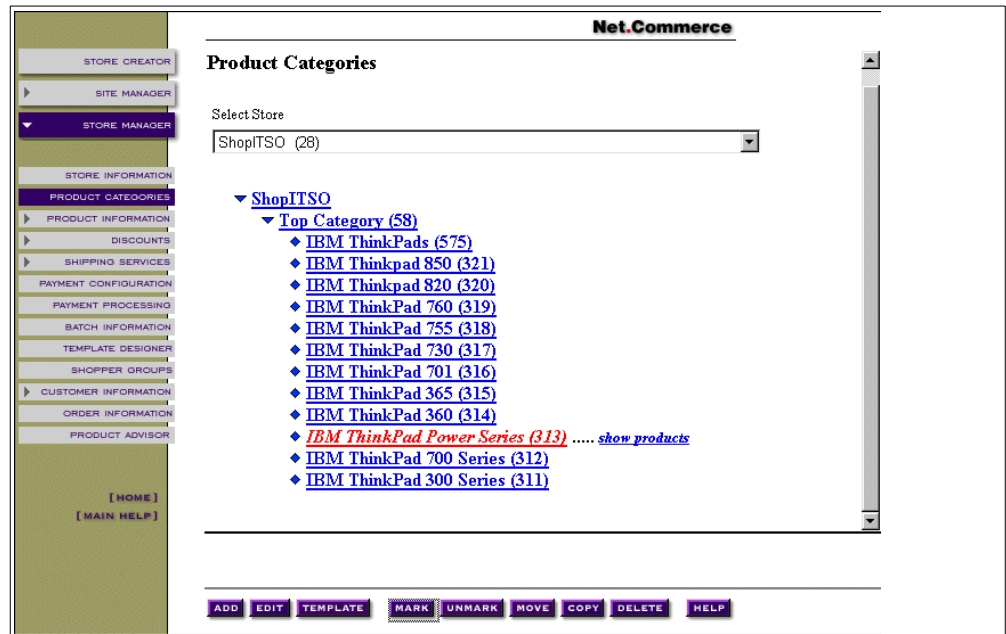 Net.Commerce
STORE CREATOR
SITE MANAGER
STORE MANAGER
STORE INFORMATION
PRODUCT CATEGORIES
PRODUCT INFORMATION
DISCOUNTS
SHIPPING SERVICES
PAYMENT CONFIGURATION
PAYMENT PROCESSING
BATCH INFORMATION
TEMPLATE DESIGNER
SHOPPER GROUPS
CUSTOMER INFORMATION
ORDER INFORMATION
PRODUCT ADVISOR
[HOME]
[MAIN HELP]
Product Categories
Select Store
ShopITSO (28)
ShopITSO
Top Category (58)
IBM ThinkPads (575)
IBM Thinkpad 850 (321)
IBM Thinkpad 820 (320)
IBM ThinkPad 760 (319)
IBM ThinkPad 755 (318)
IBM ThinkPad 730 (317)
IBM ThinkPad 701 (316)
IBM ThinkPad 365 (315)
IBM ThinkPad 360 (314)
IBM ThinkPad Power Series (313) ..... show products
IBM ThinkPad 700 Series (312)
IBM ThinkPad 300 Series (311)
ADD EDIT TEMPLATE MARK UNMARK MOVE COPY DELETE HELP